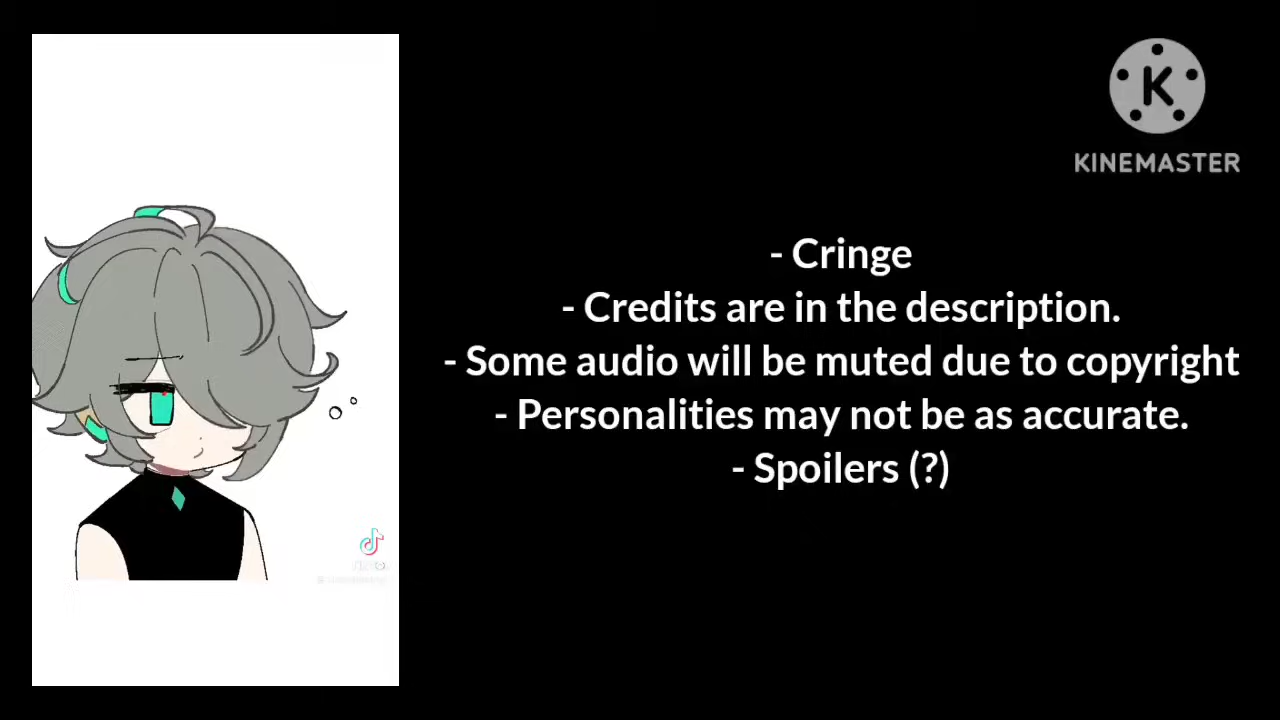 K
KINEMASTER
- Cringe
- Credits are in the description.
- Some audio will be muted due to copyright
- Personalities may not be as accurate.
- Spoilers (?)